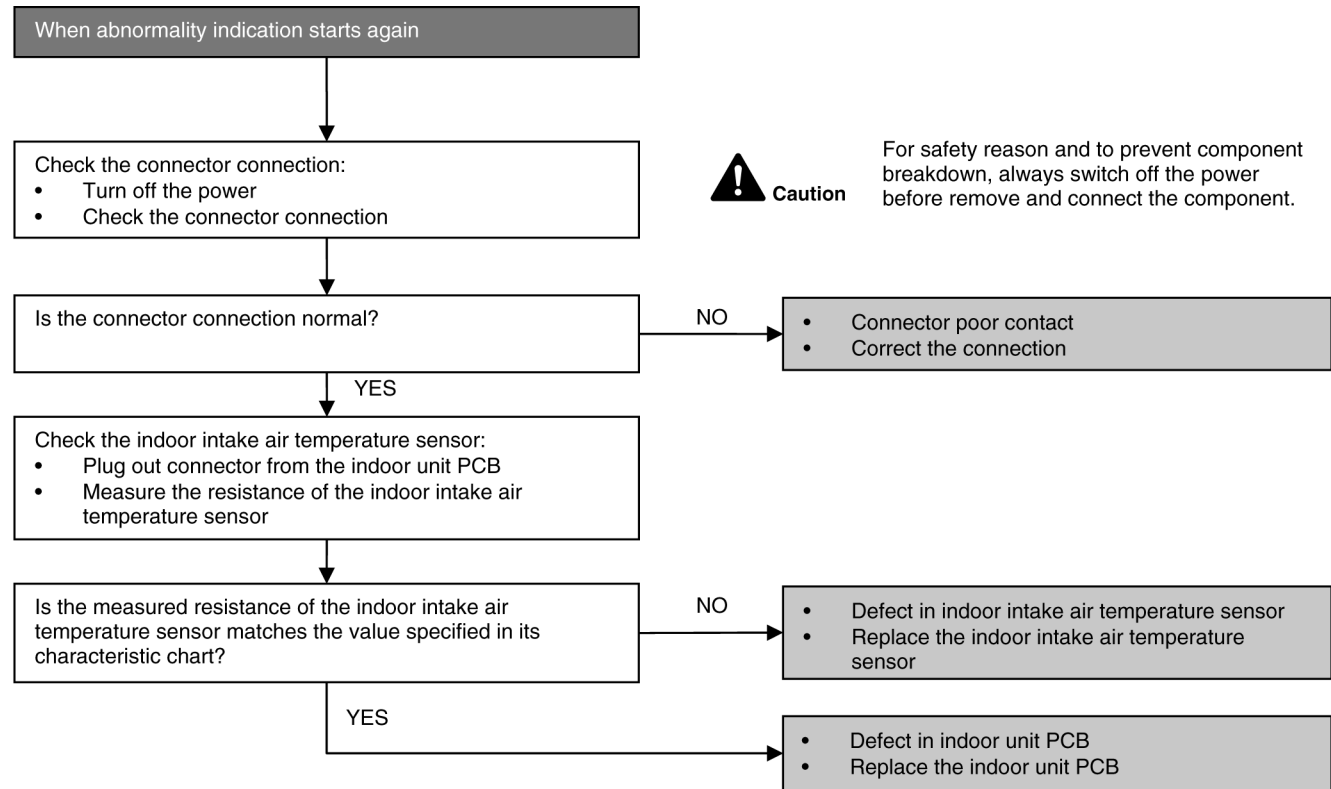 When abnormality indication starts again
Check the connector connection:
• Turn off the power
• Check the connector connection
Caution
For safety reason and to prevent component
breakdown, always switch off the power
before remove and connect the component.
Is the connector connection normal?
NO
• Connector poor contact
• Correct the connection
YES
Check the indoor intake air temperature sensor:
• Plug out connector from the indoor unit PCB
• Measure the resistance of the indoor intake air
temperature sensor
Is the measured resistance of the indoor intake air
temperature sensor matches the value specified in its
characteristic chart?
NO
• Defect in indoor intake air temperature sensor
• Replace the indoor intake air temperature
sensor
YES
• Defect in indoor unit PCB
• Replace the indoor unit PCB